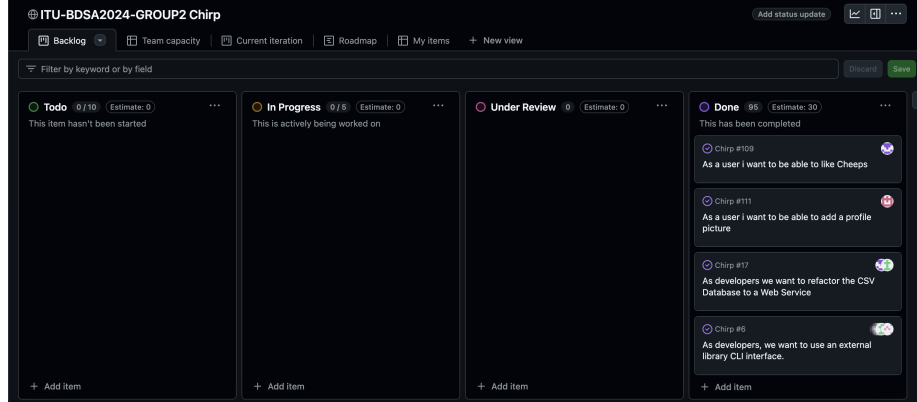 ITU-BDSA2024-GROUP2 Chirp
Add status update
Backlog
Team capacity
Current iteration
Roadmap
My items
+ New view
Filter by keyword or by field
Discard
Save
Todo 0 / 10 Estimate: 0
This item hasn't been started
+ Add item
In Progress 0 / 5 Estimate: 0
This is actively being worked on
+ Add item
Under Review 0 Estimate: 0
+ Add item
Done 95 Estimate: 30
This has been completed
Chirp #109
As a user i want to be able to like Cheeps
Chirp #111
As a user i want to be able to add a profile
picture
Chirp #17
As developers we want to refactor the CSV
Database to a Web Service
Chirp #6
As developers, we want to use an external
library CLI interface.
+ Add item